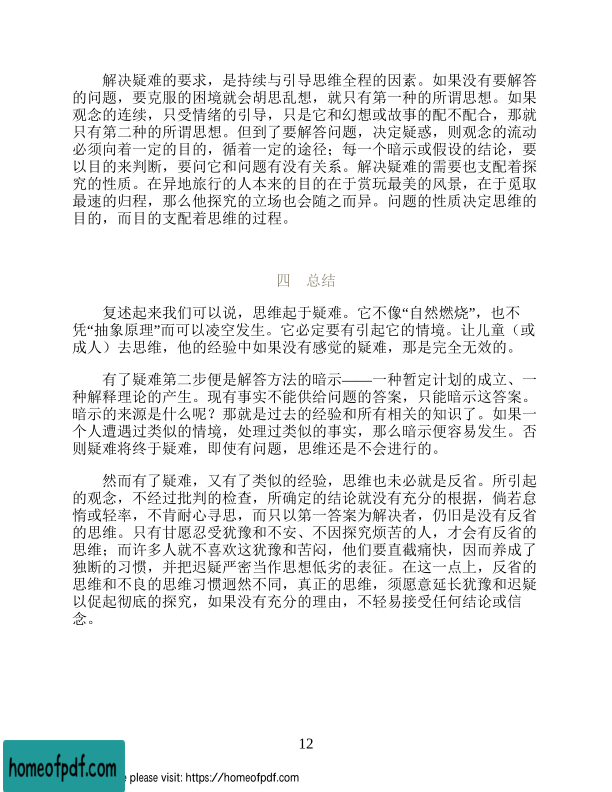 解决疑难的要求，是持续与引导思维全程的因素。如果没有要解答
的问题，要克服的困境就会胡思乱想，就只有第一种的所谓思想。如果
观念的连续，只受情绪的引导，只是它和幻想或故事的配不配合，那就
只有第二种的所谓思想。但到了要解答问题，决定疑惑，则观念的流动
必须向着一定的目的，循着一定的途径；每一个暗示或假设的结论，要
以目的来判断，要问它和问题有没有关系。解决疑难的需要也支配着探
究的性质。在异地旅行的人本来的目的在于赏玩最美的风景，在于觅取
最速的归程，那么他探究的立场也会随之而异。问题的性质决定思维的
目的，而目的支配着思维的过程。
四 总结
复述起来我们可以说，思维起于疑难。它不像“自然燃烧”，也不
凭“抽象原理”而可以凌空发生。它必定要有引起它的情境。让儿童（或
成人）去思维，他的经验中如果没有感觉的疑难，那是完全无效的。
有了疑难第二步便是解答方法的暗示——一种暂定计划的成立、一
种解释理论的产生。现有事实不能供给问题的答案，只能暗示这答案。
暗示的来源是什么呢？那就是过去的经验和所有相关的知识了。如果一
个人遭遇过类似的情境，处理过类似的事实，那么暗示便容易发生。否
则疑难将终于疑难，即使有问题，思维还是不会进行的。
然而有了疑难，又有了类似的经验，思维也未必就是反省。所引起
的观念，不经过批判的检查，所确定的结论就没有充分的根据，倘若怠
惰或轻率，不肯耐心寻思，而只以第一答案为解决者，仍旧是没有反省
的思维。只有甘愿忍受犹豫和不安、不因探究烦苦的人，才会有反省的
思维；而许多人就不喜欢这犹豫和苦闷，他们要直截痛快，因而养成了
独断的习惯，并把迟疑严密当作思想低劣的表征。在这一点上，反省的
思维和不良的思维习惯迥然不同，真正的思维，须愿意延长犹豫和迟疑
以促起彻底的探究，如果没有充分的理由，不轻易接受任何结论或信
念。
12
homeofpdf.com
please visit: https://homeofpdf.com